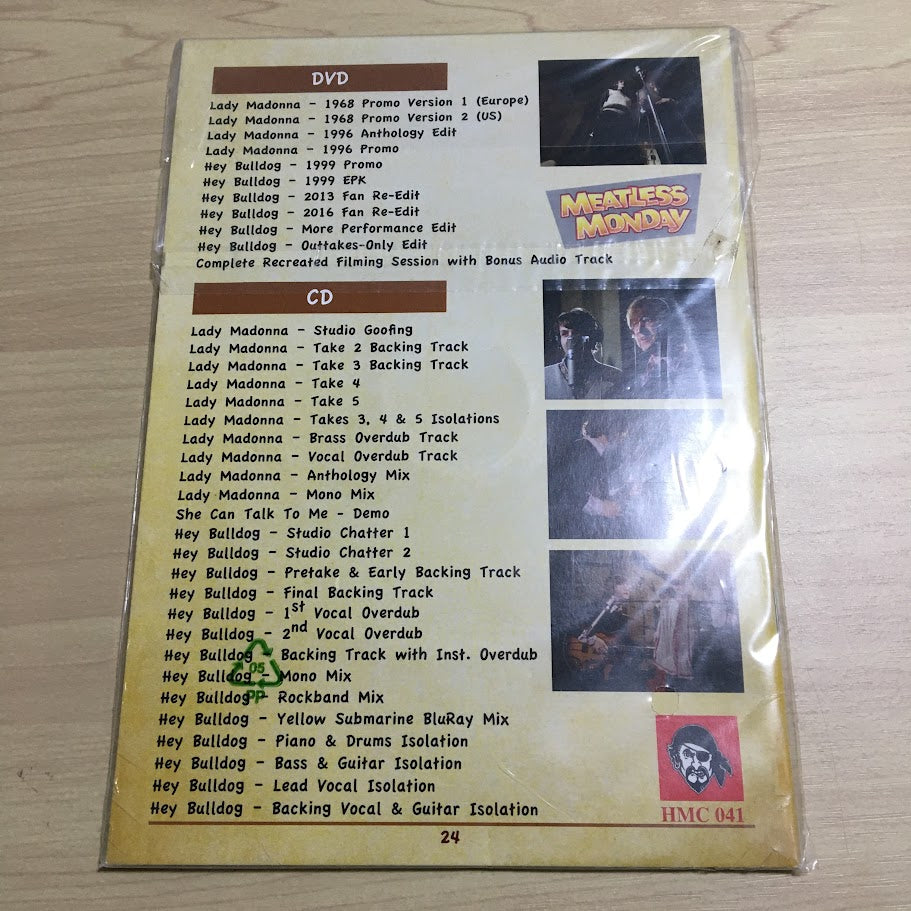 DVD
Lady Madonna - 1968 Promo Version 1 (Europe)
Lady Madonna - 1968 Promo Version 2 (US)
Lady Madonna - 1996 Anthology Edit
Lady Madonna - 1996 Promo
Hey Bulldog - 1999 Promo
Hey Bulldog - 1999 EPK
Hey Bulldog - 2013 Fan Re-Edit
Hey Bulldog - 2016 Fan Re-Edit
Hey Bulldog - More Performance Edit
Hey Bulldog - Outtakes-Only Edit
Complete Recreated Filming Session with Bonus Audio Track
MEATLESS
MONDAY
CD
Lady Madonna - Studio Goofing
Lady Madonna - Take 2 Backing Track
Lady Madonna - Take 3 Backing Track
Lady Madonna - Take 4
Lady Madonna - Take 5
Lady Madonna - Takes 3, 4 & 5 Isolations
Lady Madonna - Brass Overdub Track
Lady Madonna - Vocal Overdub Track
Lady Madonna - Anthology Mix
Lady Madonna - Mono Mix
She Can Talk To Me - Demo
Hey Bulldog - Studio Chatter 1
Hey Bulldog - Studio Chatter 2
Hey Bulldog - Pretake & Early Backing Track
Hey Bulldog - Final Backing Track
Hey Bulldog - 1st Vocal Overdub
Hey Bulldog - 2nd Vocal Overdub
Hey Bulldog - Backing Track with Inst. Overdub
Hey Bulldog - Mono Mix
Hey Bulldog - Rockband Mix
Hey Bulldog - Yellow Submarine BluRay Mix
Hey Bulldog - Piano & Drums Isolation
Hey Bulldog - Bass & Guitar Isolation
Hey Bulldog - Lead Vocal Isolation
Hey Bulldog - Backing Vocal & Guitar Isolation
05
PP
HMC 041
24